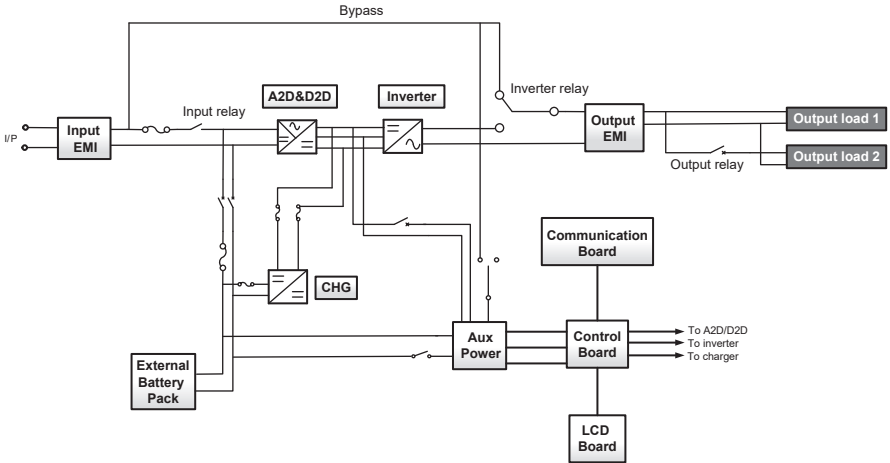 Bypass
A2D&D2D
Inverter
Inverter relay
Input relay
I/P
Input
EMI
Output
EMI
Output load 1
Output load 2
Output relay
Communication
Board
CHG
Aux
Power
Control
Board
To A2D/D2D
To inverter
To charger
External
Battery
Pack
LCD
Board